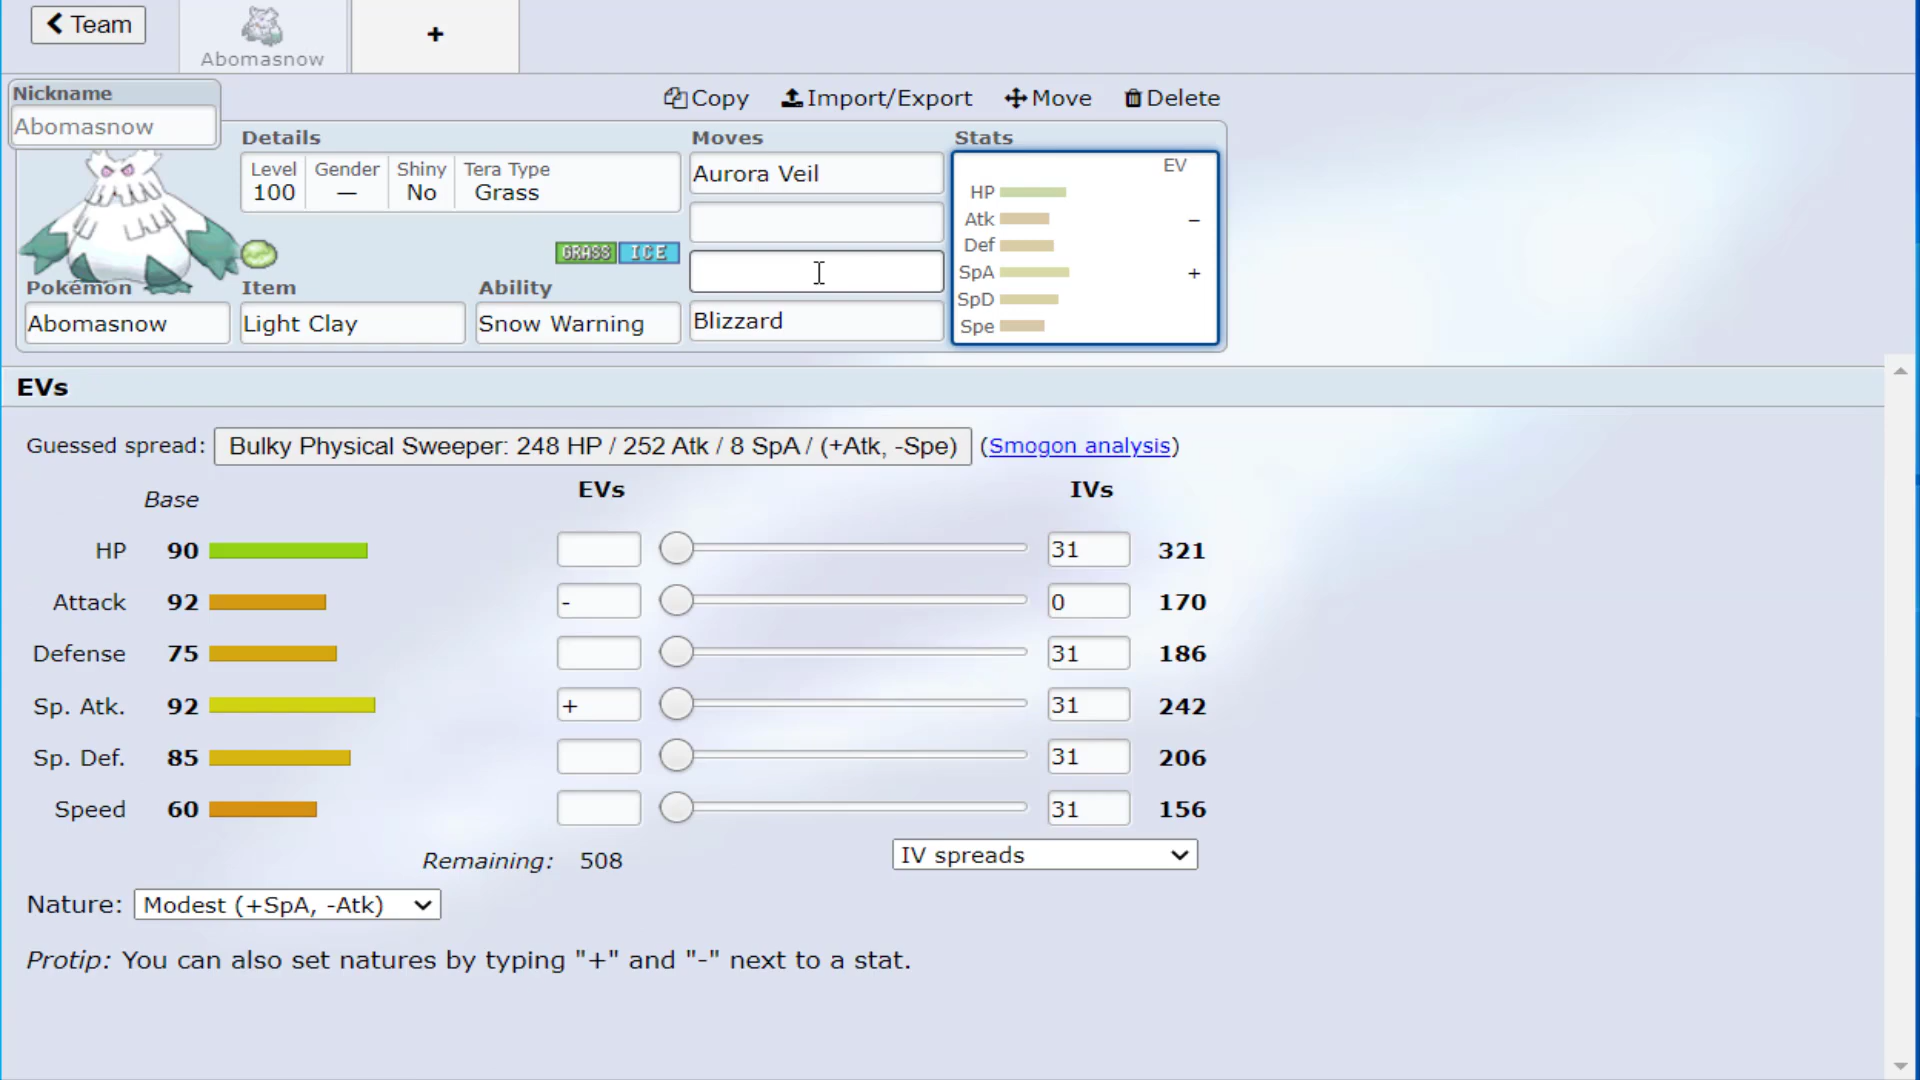 Team
Abomasnow
+
Nickname
Abomasnow
Copy Import/Export Move Delete
Details
Level 100
Gender —
Shiny No
Tera Type Grass
GRASS ICE
Pokémon
Abomasnow
Item
Light Clay
Ability
Snow Warning
Moves
Aurora Veil
Blizzard
Stats
EV
HP
Atk −
Def
SpA +
SpD
Spe
EVs
Guessed spread: Bulky Physical Sweeper: 248 HP / 252 Atk / 8 SpA / (+Atk, -Spe) (Smogon analysis)
Base EVs IVs
HP 90 31 321
Attack 92 - 0 170
Defense 75 31 186
Sp. Atk. 92 + 31 242
Sp. Def. 85 31 206
Speed 60 31 156
Remaining: 508 IV spreads
Nature: Modest (+SpA, -Atk)
Protip: You can also set natures by typing "+" and "-" next to a stat.